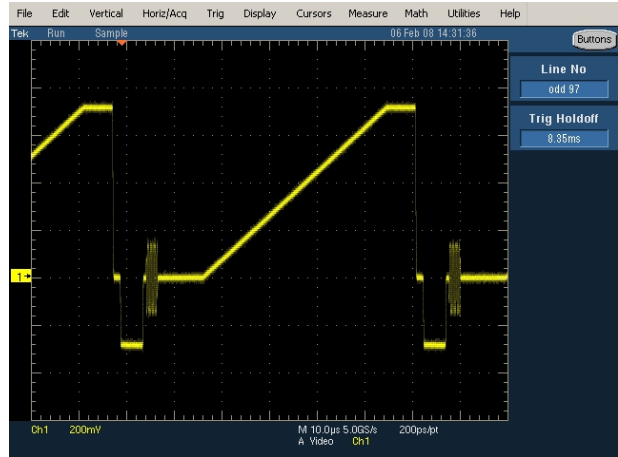 File Edit Vertical Horiz/Acq Trig Display Cursors Measure Math Utilities Help
Tek Run Sample 06 Feb 08 14:31:36 Buttons
Line No
odd 97
Trig Holdoff
8.35ms
1
Ch1 200mV M 10.0µs 5.0GS/s 200ps/pt
A Video Ch1